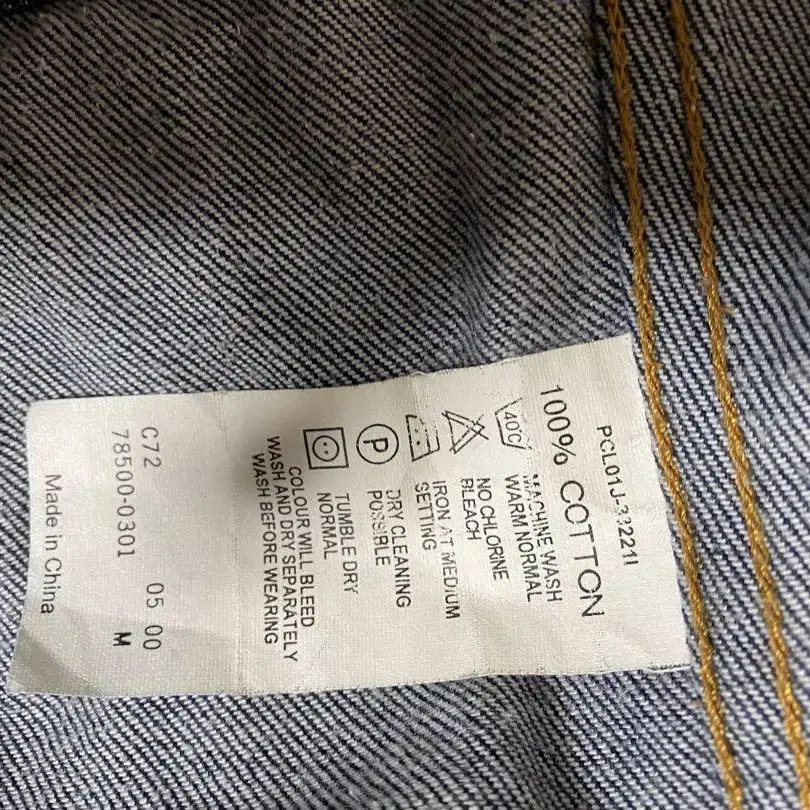 PCL01J-33221I
100% COTTON
40C
MACHINE WASH
WARM NORMAL
NO CHLORINE
BLEACH
IRON AT MEDIUM
SETTING
P
DRY CLEANING
POSSIBLE
TUMBLE DRY
NORMAL
COLOUR WILL BLEED
WASH AND DRY SEPARATELY
WASH BEFORE WEARING
C72 05 00
78500-0301 M
Made in China